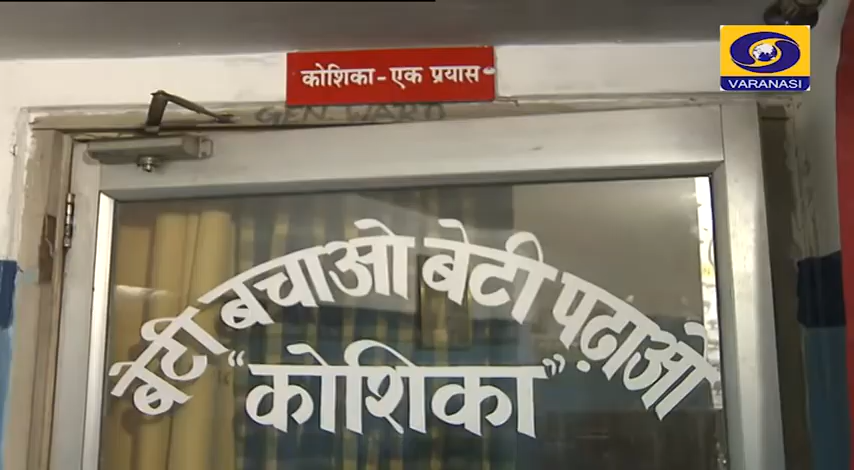 VARANASI
कोशिका-एक प्रयास
GEN. WARD
बेटी बचाओ बेटी पढ़ाओ
“कोशिका”